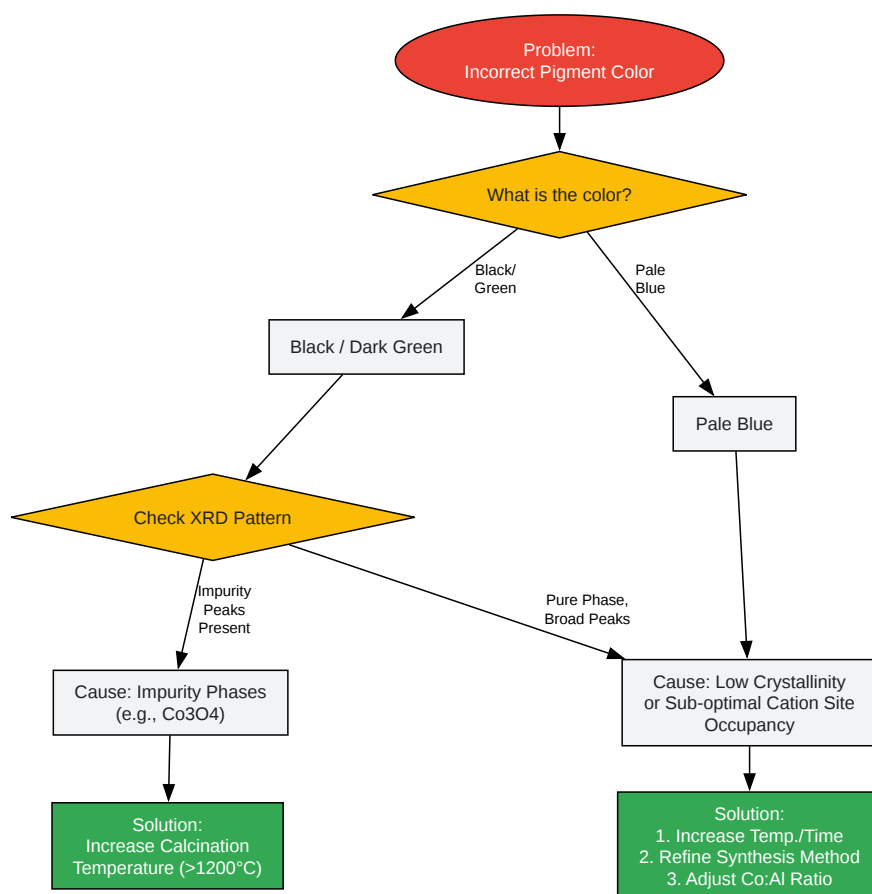 Problem:
Incorrect Pigment Color
What is the color?
Black/
Green
Pale
Blue
Black / Dark Green
Pale Blue
Check XRD Pattern
Impurity
Peaks
Present
Pure Phase,
Broad Peaks
Cause: Impurity Phases
(e.g., Co3O4)
Cause: Low Crystallinity
or Sub-optimal Cation Site
Occupancy
Solution:
Increase Calcination
Temperature (>1200°C)
Solution:
1. Increase Temp./Time
2. Refine Synthesis Method
3. Adjust Co:Al Ratio